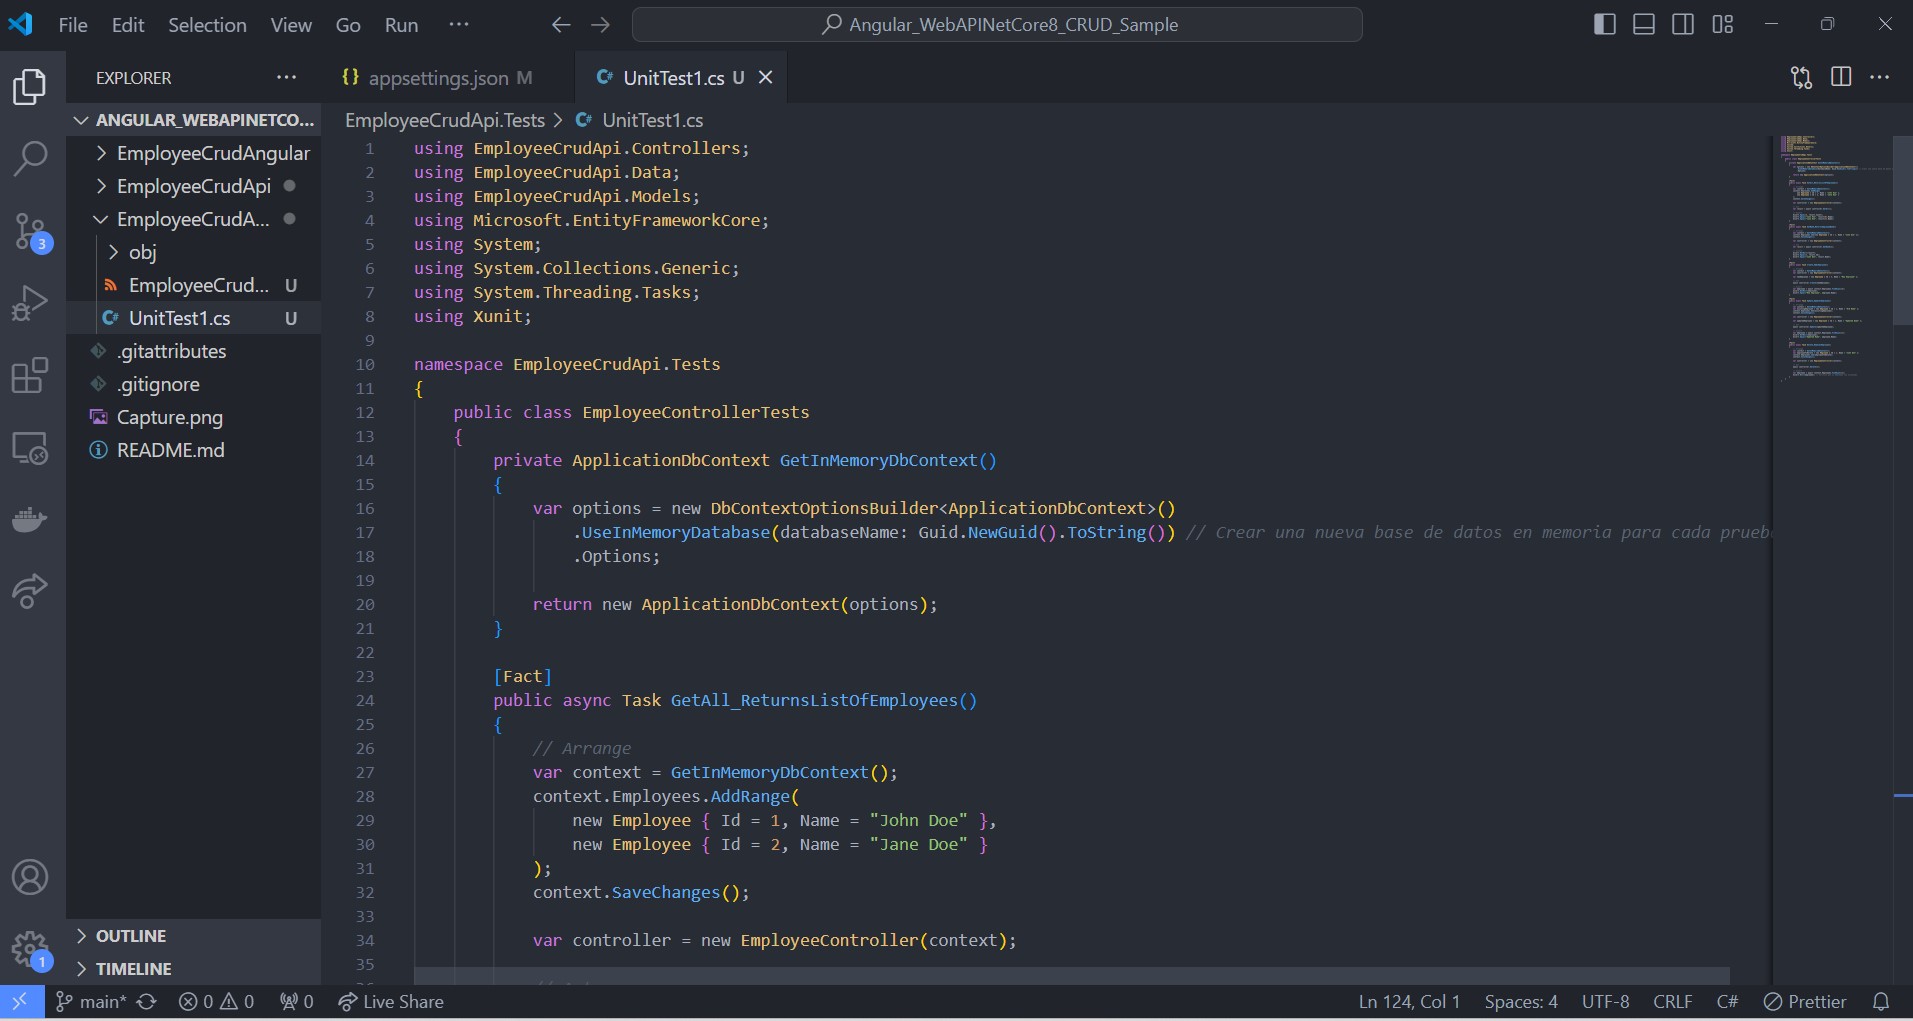 File Edit Selection View Go Run ··· Angular_WebAPINetCore8_CRUD_Sample
EXPLORER ··· {} appsettings.json M C# UnitTest1.cs U
ANGULAR_WEBAPINETCO... EmployeeCrudApi.Tests > C# UnitTest1.cs
EmployeeCrudAngular
EmployeeCrudApi
EmployeeCrudA...
obj
EmployeeCrud... U
C# UnitTest1.cs U
.gitattributes
.gitignore
Capture.png
README.md
OUTLINE
TIMELINE
3
1
1 using EmployeeCrudApi.Controllers;
2 using EmployeeCrudApi.Data;
3 using EmployeeCrudApi.Models;
4 using Microsoft.EntityFrameworkCore;
5 using System;
6 using System.Collections.Generic;
7 using System.Threading.Tasks;
8 using Xunit;
9
10 namespace EmployeeCrudApi.Tests
11 {
12 public class EmployeeControllerTests
13 {
14 private ApplicationDbContext GetInMemoryDbContext()
15 {
16 var options = new DbContextOptionsBuilder<ApplicationDbContext>()
17 .UseInMemoryDatabase(databaseName: Guid.NewGuid().ToString()) // Crear una nueva base de datos en memoria para cada prueb
18 .Options;
19
20 return new ApplicationDbContext(options);
21 }
22
23 [Fact]
24 public async Task GetAll_ReturnsListOfEmployees()
25 {
26 // Arrange
27 var context = GetInMemoryDbContext();
28 context.Employees.AddRange(
29 new Employee { Id = 1, Name = "John Doe" },
30 new Employee { Id = 2, Name = "Jane Doe" }
31 );
32 context.SaveChanges();
33
34 var controller = new EmployeeController(context);
35
main* 0 0 0 Live Share Ln 124, Col 1 Spaces: 4 UTF-8 CRLF C# Prettier